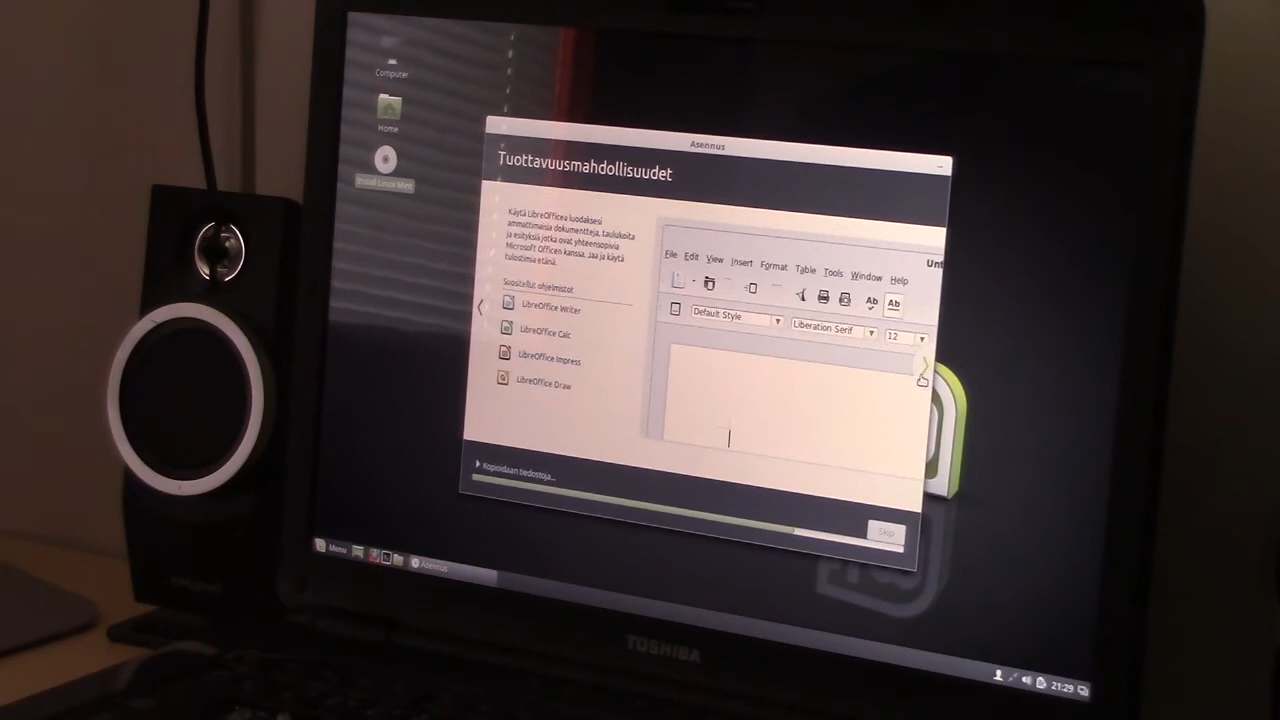 Computer
Home
Install Linux Mint
Asennus
Tuottavuusmahdollisuudet
Käytä LibreOfficea luodaksesi
ammattimaisia dokumentteja, taulukoita
ja esityksiä jotka ovat yhteensopivia
Microsoft Officen kanssa. Jaa ja käytä
tulostimia etänä.
Suositellut ohjelmistot
LibreOffice Writer
LibreOffice Calc
LibreOffice Impress
LibreOffice Draw
Unt
File Edit View Insert Format Table Tools Window Help
Ab Ab
Default Style Liberation Serif 12
Kopioidaan tiedostoja...
Skip
Menu Asennus
21:29
TOSHIBA